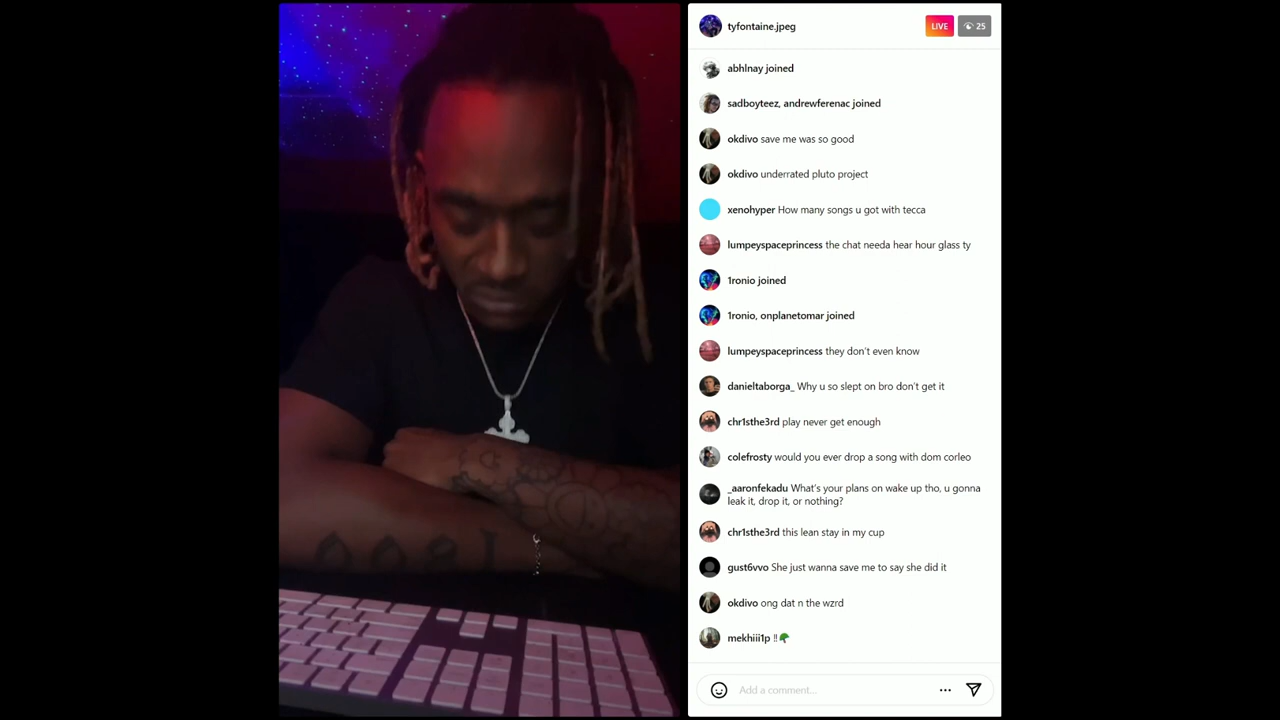 tyfontaine.jpeg
LIVE
25
abhlnay joined
sadboyteez, andrewferenac joined
okdivo save me was so good
okdivo underrated pluto project
xenohyper How many songs u got with tecca
lumpeyspaceprincess the chat needa hear hour glass ty
1ronio joined
1ronio, onplanetomar joined
lumpeyspaceprincess they don't even know
danieltaborga_ Why u so slept on bro don't get it
chr1sthe3rd play never get enough
colefrosty would you ever drop a song with dom corleo
_aaronfekadu What's your plans on wake up tho, u gonna
leak it, drop it, or nothing?
chr1sthe3rd this lean stay in my cup
gust6vvo She just wanna save me to say she did it
okdivo ong dat n the wzrd
mekhiii1p ‼️🥦
Add a comment...